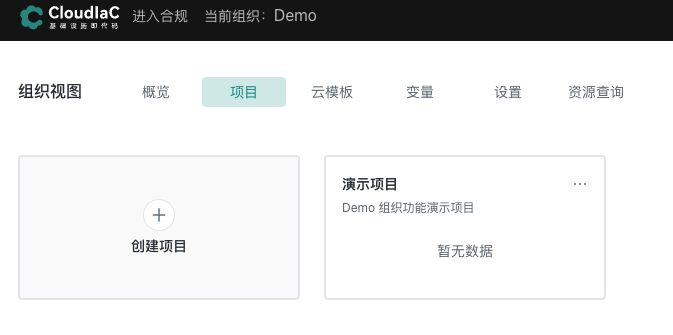 CloudIaC 进入合规 当前组织：Demo
基础设施即代码
组织视图 概览 项目 云模板 变量 设置 资源查询
创建项目
演示项目 ...
Demo 组织功能演示项目
暂无数据